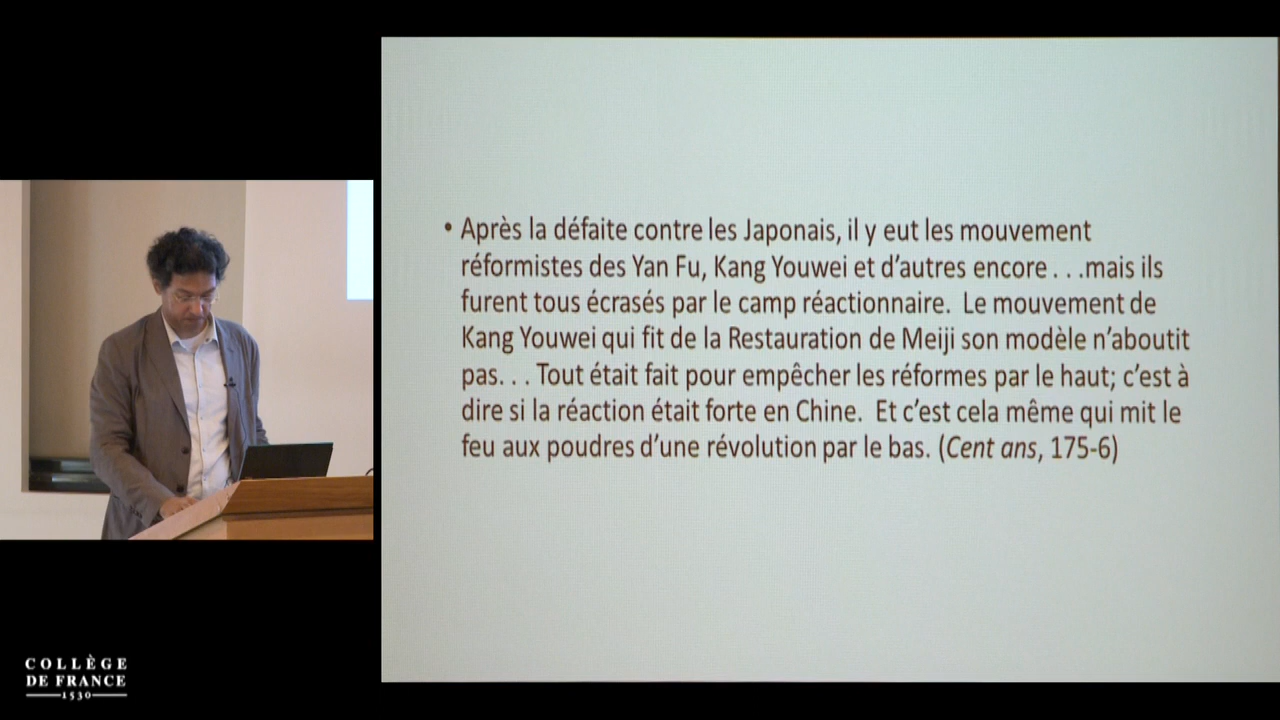 • Après la défaite contre les Japonais, il y eut les mouvement
réformistes des Yan Fu, Kang Youwei et d’autres encore . . .mais ils
furent tous écrasés par le camp réactionnaire. Le mouvement de
Kang Youwei qui fit de la Restauration de Meiji son modèle n’aboutit
pas. . . Tout était fait pour empêcher les réformes par le haut; c’est à
dire si la réaction était forte en Chine. Et c’est cela même qui mit le
feu aux poudres d’une révolution par le bas. (Cent ans, 175-6)
COLLÈGE
DE FRANCE
1530